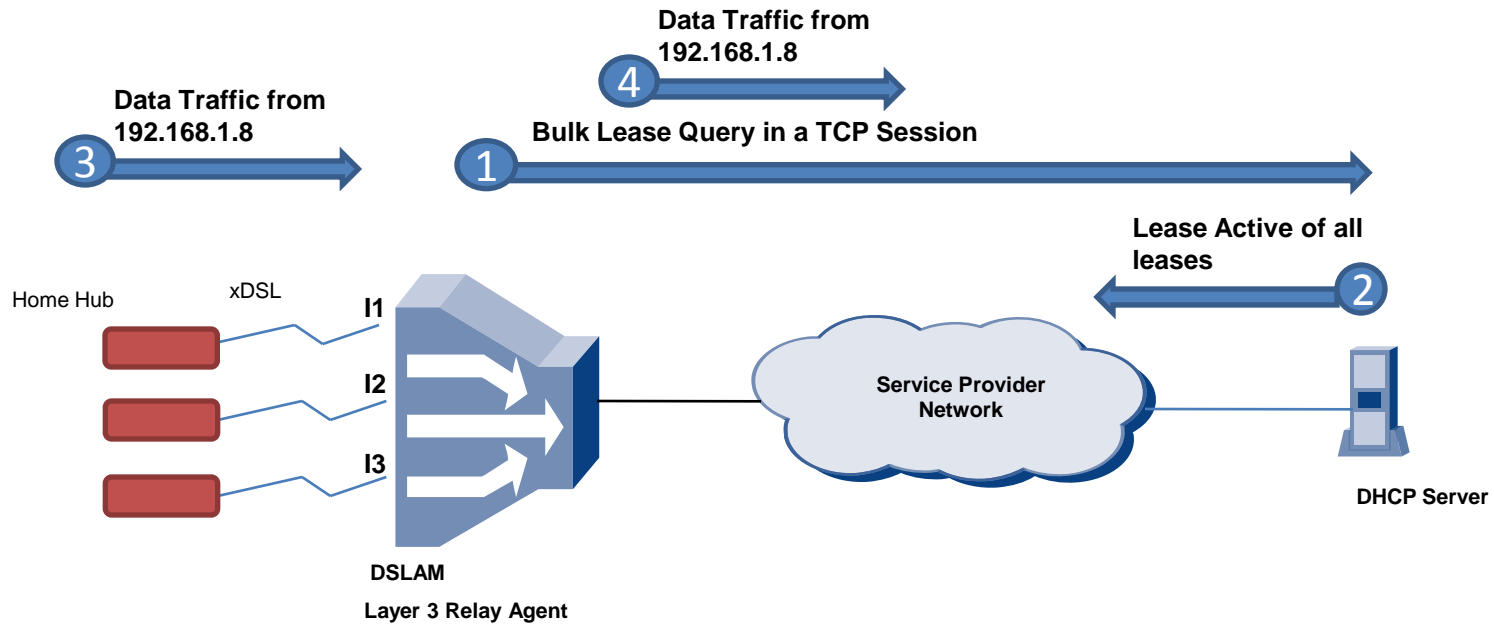 Data Traffic from
192.168.1.8
4
Data Traffic from
192.168.1.8
3
Bulk Lease Query in a TCP Session
1
Lease Active of all
leases
2
Home Hub
xDSL
I1
I2
I3
Service Provider
Network
DHCP Server
DSLAM
Layer 3 Relay Agent